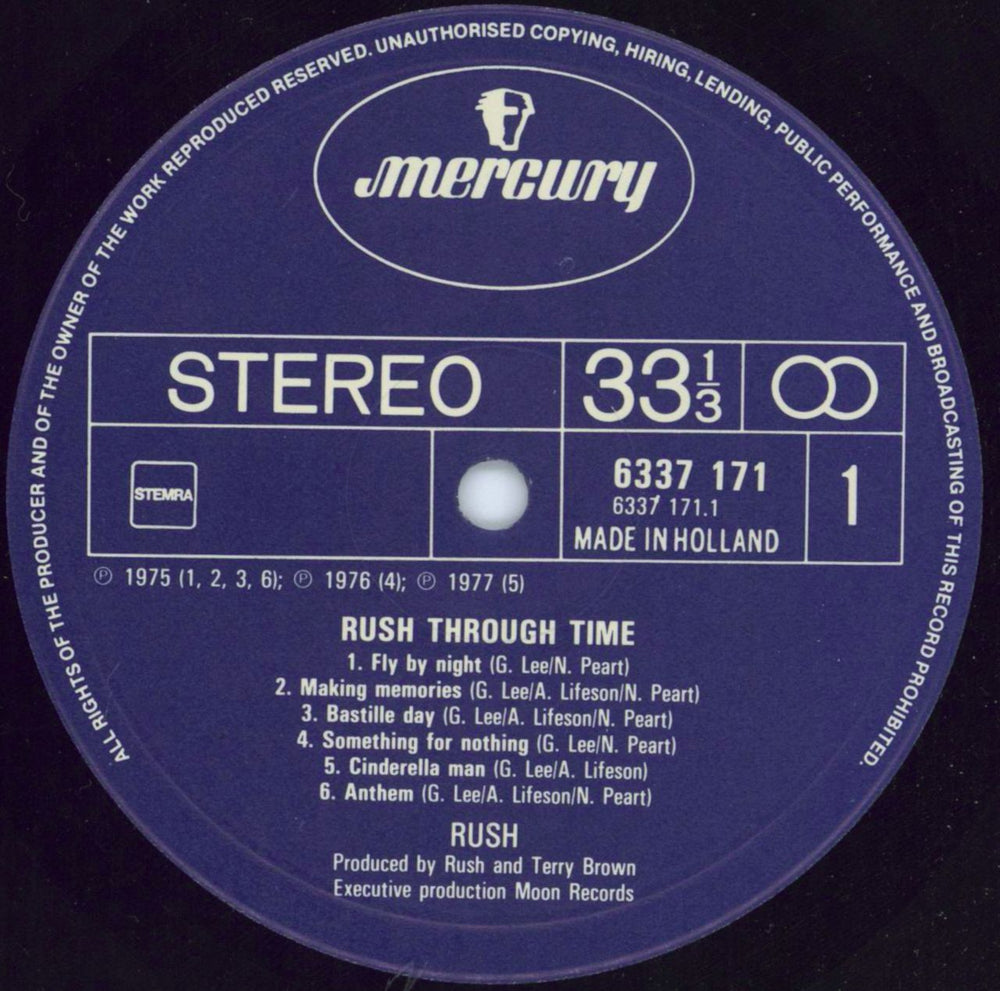 ALL RIGHTS OF THE PRODUCER AND OF THE OWNER OF THE WORK REPRODUCED RESERVED. UNAUTHORISED COPYING, HIRING, LENDING, PUBLIC PERFORMANCE AND BROADCASTING OF THIS RECORD PROHIBITED.
mercury
STEREO 33 1/3
STEMRA
6337 171
6337 171.1
MADE IN HOLLAND
1
℗ 1975 (1, 2, 3, 6); ℗ 1976 (4); ℗ 1977 (5)
RUSH THROUGH TIME
1. Fly by night (G. Lee/N. Peart)
2. Making memories (G. Lee/A. Lifeson/N. Peart)
3. Bastille day (G. Lee/A. Lifeson/N. Peart)
4. Something for nothing (G. Lee/N. Peart)
5. Cinderella man (G. Lee/A. Lifeson)
6. Anthem (G. Lee/A. Lifeson/N. Peart)
RUSH
Produced by Rush and Terry Brown
Executive production Moon Records